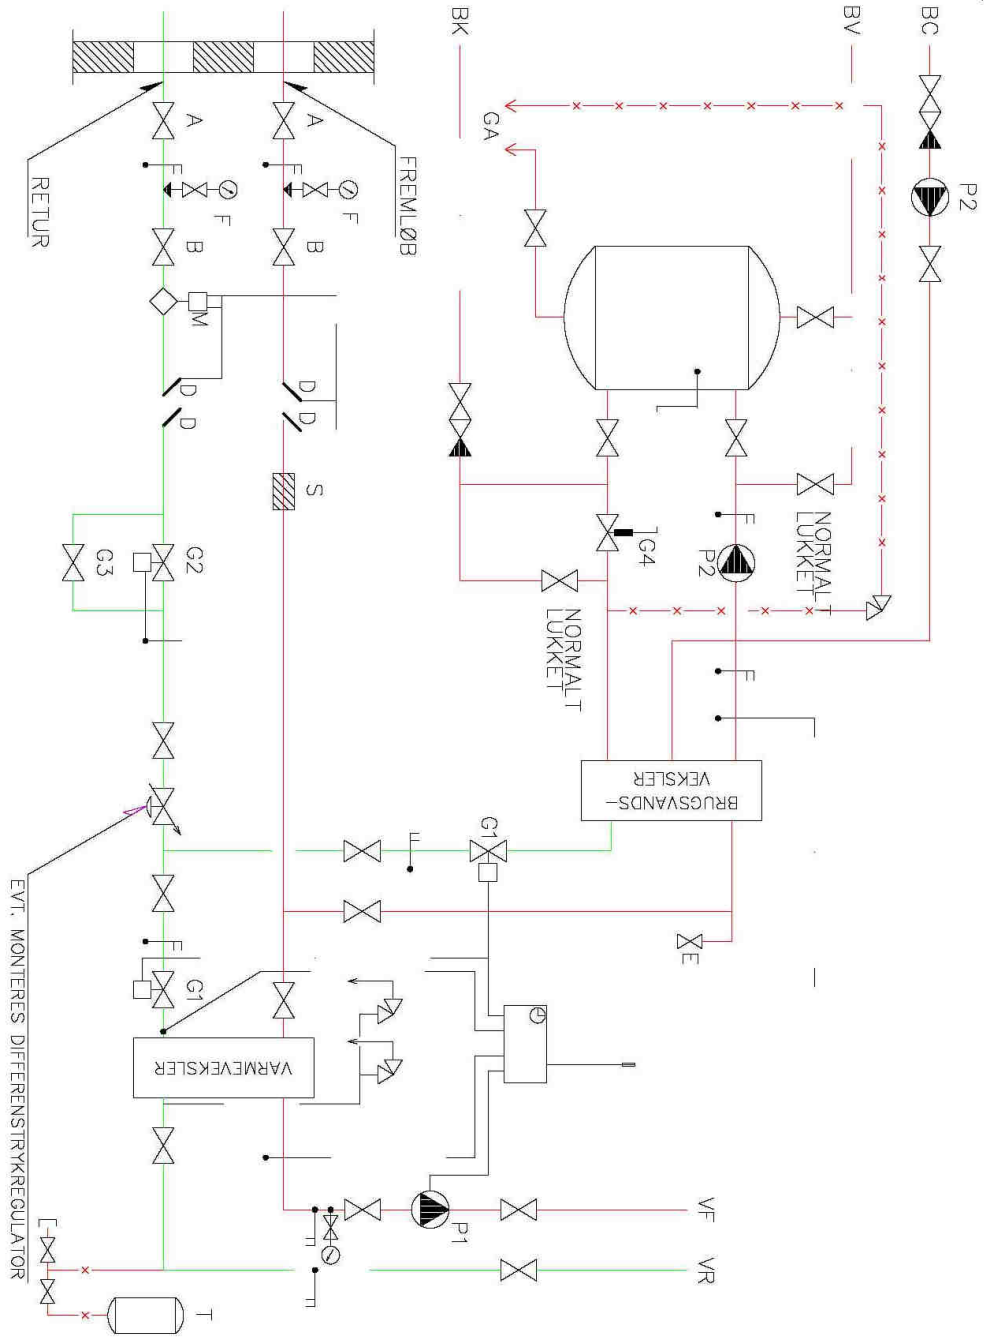 BK
BV
BC
GA
A
A
P2
FREMLØB
RETUR
F
F
B
B
M
D
D
D
D
S
G2
G3
G4
P2
NORMALT
LUKKET
NORMALT
LUKKET
BRUGSVANDS-
VEKSLER
G1
E
G1
VARMEVEKSLER
EVT. MONTERES DIFFERENSTRYKREGULATOR
P1
VF
VR
T